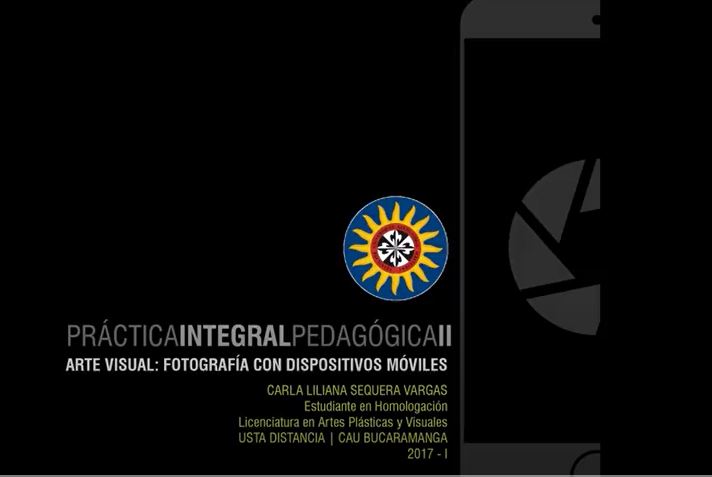 PRÁCTICAINTEGRALPEDAGÓGICAII
ARTE VISUAL: FOTOGRAFÍA CON DISPOSITIVOS MÓVILES
CARLA LILIANA SEQUERA VARGAS
Estudiante en Homologación
Licenciatura en Artes Plásticas y Visuales
USTA DISTANCIA | CAU BUCARAMANGA
2017 - I